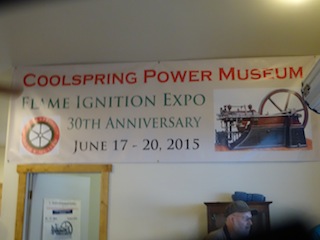 COOLSPRING POWER MUSEUM
FLAME IGNITION EXPO
30TH ANNIVERSARY
JUNE 17 - 20, 2015